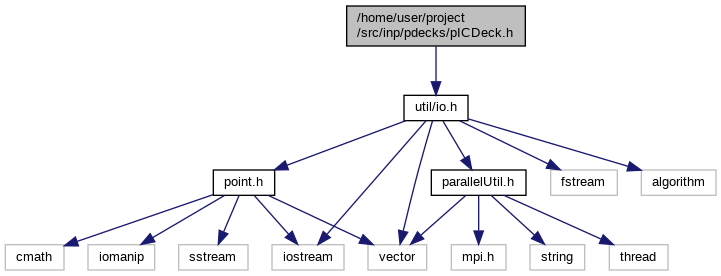 /home/user/project
/src/inp/pdecks/pICDeck.h
util/io.h
point.h
parallelUtil.h
fstream
algorithm
cmath
iomanip
sstream
iostream
vector
mpi.h
string
thread